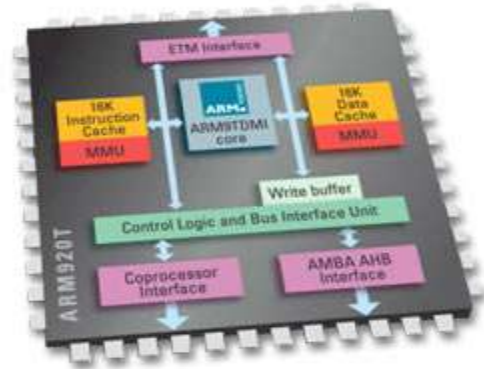 ETM Interface
16K
Instruction
Cache
MMU
ARM
ARM9TDMI
core
16K
Data
Cache
MMU
Write buffer
Control Logic and Bus Interface Unit
Coprocessor
Interface
AMBA AHB
Interface
ARM920T